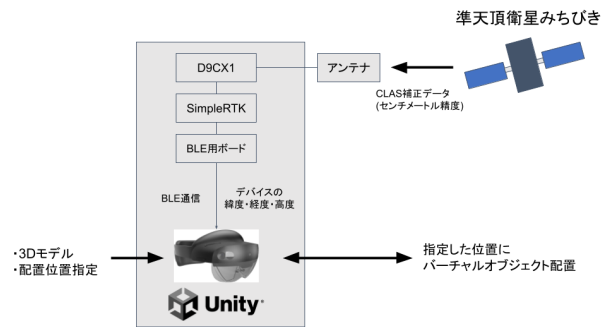 準天頂衛星みちびき
D9CX1
アンテナ
CLAS補正データ
(センチメートル精度)
SimpleRTK
BLE用ボード
BLE通信
デバイスの
緯度・経度・高度
・3Dモデル
・配置位置指定
指定した位置に
バーチャルオブジェクト配置
Unity